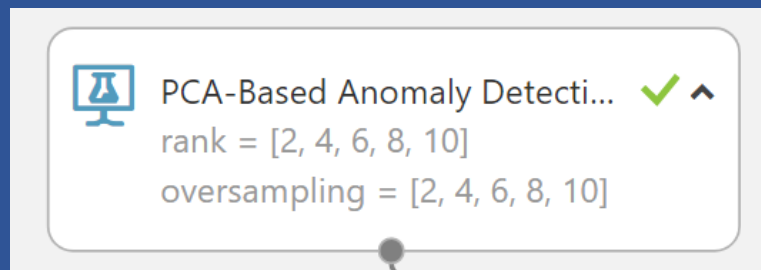 PCA-Based Anomaly Detecti...
rank = [2, 4, 6, 8, 10]
oversampling = [2, 4, 6, 8, 10]